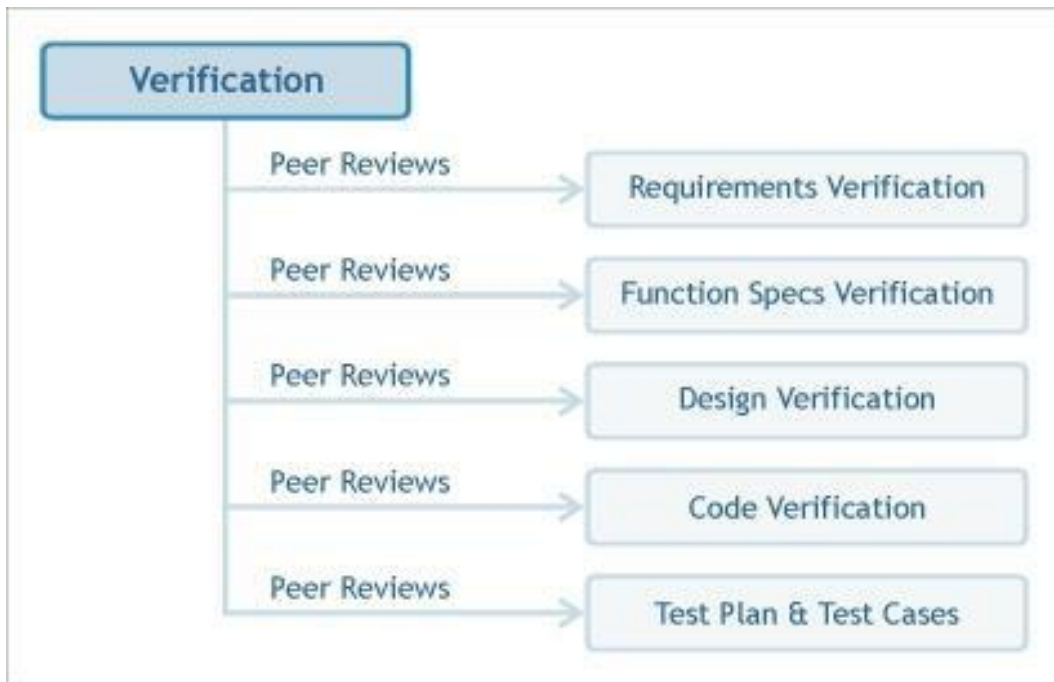 Verification
Peer Reviews
Requirements Verification
Peer Reviews
Function Specs Verification
Peer Reviews
Design Verification
Peer Reviews
Code Verification
Peer Reviews
Test Plan & Test Cases